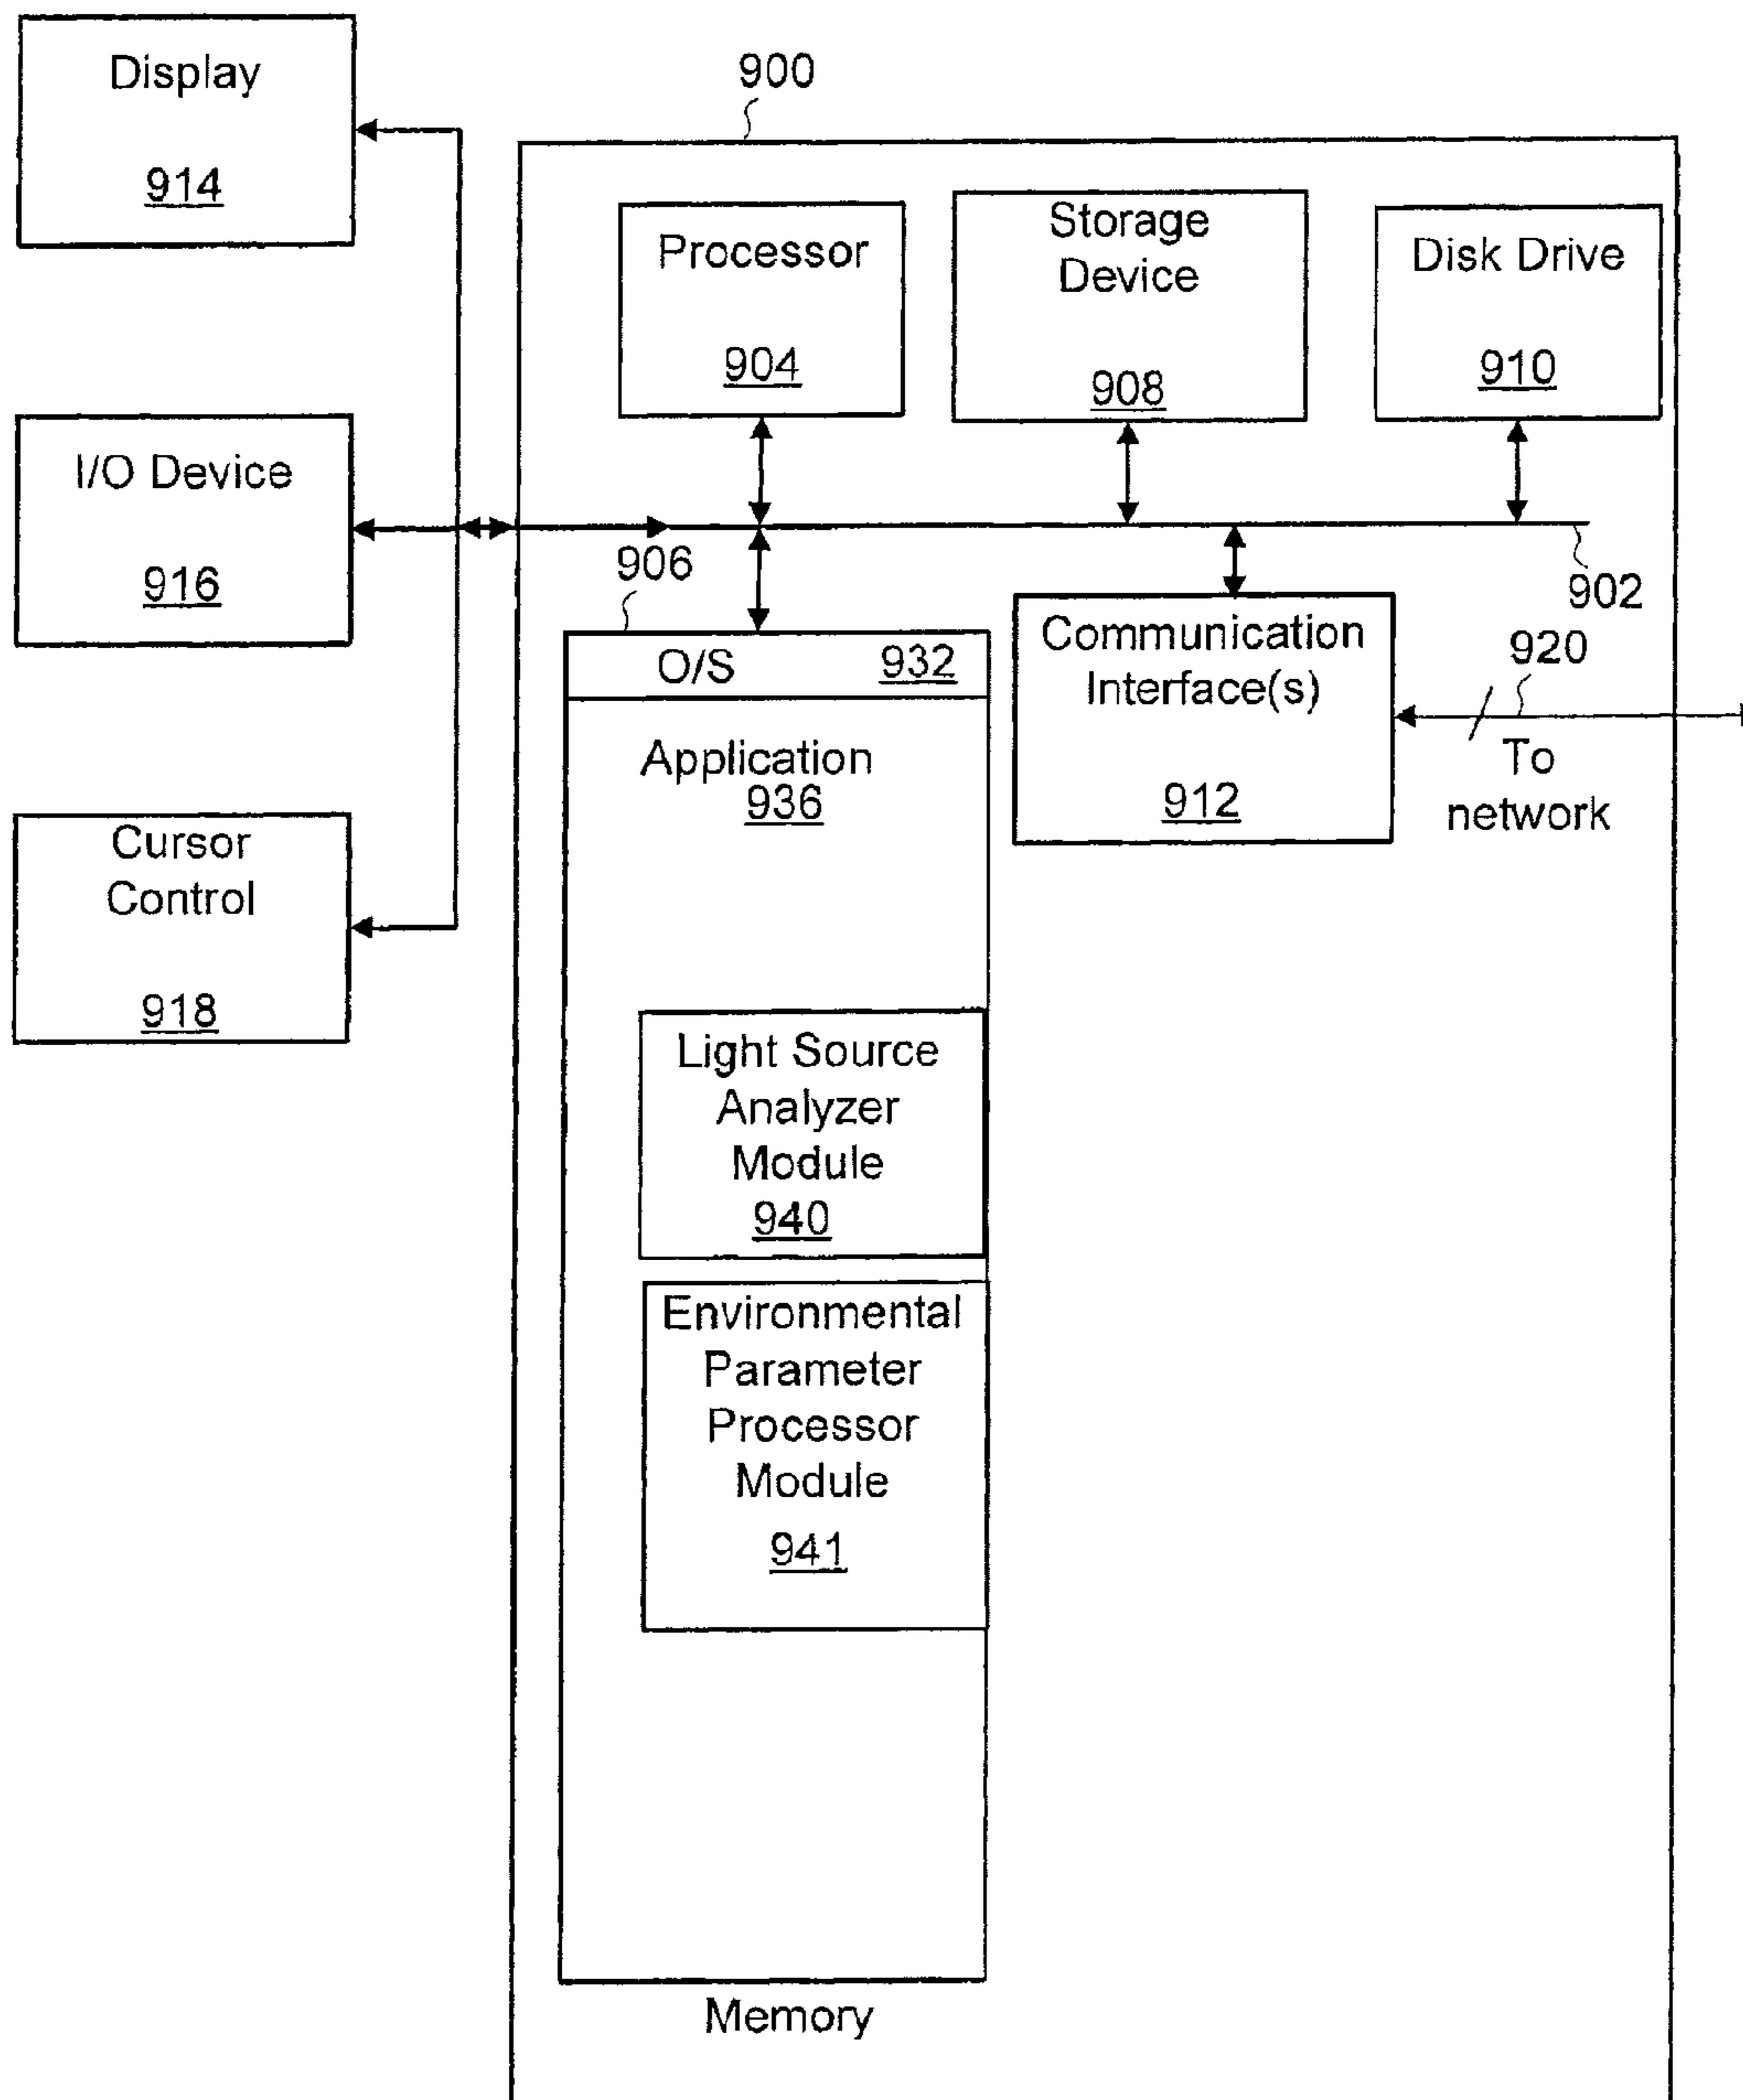 Display
914
900
Processor
904
Storage
Device
908
Disk Drive
910
I/O Device
916
906
902
O/S 932
Communication
Interface(s)
912
920
To
network
Application
936
Cursor
Control
918
Light Source
Analyzer
Module
940
Environmental
Parameter
Processor
Module
941
Memory